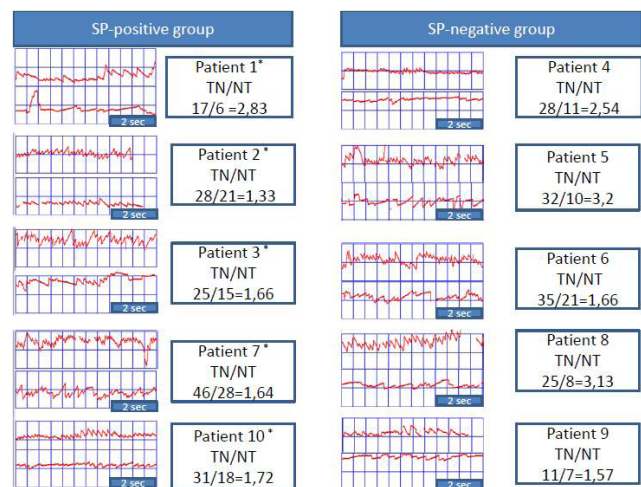 SP-positive group
Patient 1*
TN/NT
17/6 =2,83
2 sec
Patient 2 *
TN/NT
28/21=1,33
2 sec
Patient 3 *
TN/NT
25/15=1,66
2 sec
Patient 7 *
TN/NT
46/28=1,64
2 sec
Patient 10 *
TN/NT
31/18=1,72
2 sec
SP-negative group
Patient 4
TN/NT
28/11=2,54
2 sec
Patient 5
TN/NT
32/10=3,2
2 sec
Patient 6
TN/NT
35/21=1,66
2 sec
Patient 8
TN/NT
25/8=3,13
2 sec
Patient 9
TN/NT
11/7=1,57
2 sec